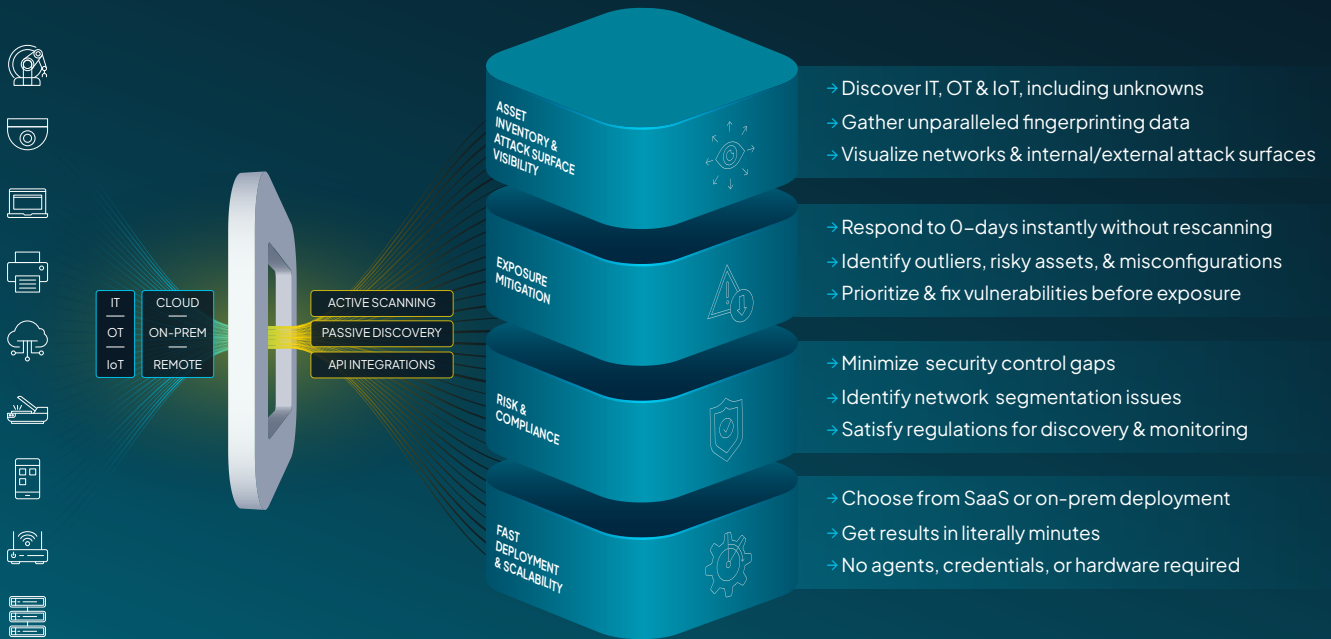 IT
OT
IoT
CLOUD
ON-PREM
REMOTE
ACTIVE SCANNING
PASSIVE DISCOVERY
API INTEGRATIONS
ASSET
INVENTORY &
ATTACK SURFACE
VISIBILITY
→ Discover IT, OT & IoT, including unknowns
→ Gather unparalleled fingerprinting data
→ Visualize networks & internal/external attack surfaces
EXPOSURE
MITIGATION
→ Respond to 0-days instantly without rescanning
→ Identify outliers, risky assets, & misconfigurations
→ Prioritize & fix vulnerabilities before exposure
RISK &
COMPLIANCE
→ Minimize security control gaps
→ Identify network segmentation issues
→ Satisfy regulations for discovery & monitoring
FAST
DEPLOYMENT
& SCALABILITY
→ Choose from SaaS or on-prem deployment
→ Get results in literally minutes
→ No agents, credentials, or hardware required